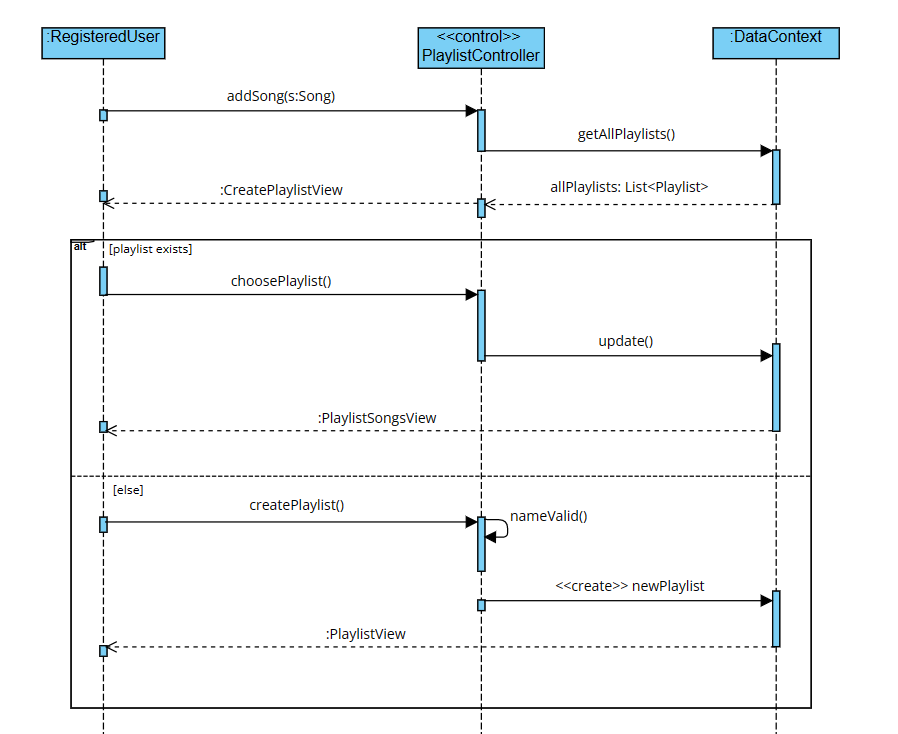 :RegisteredUser
<<control>>
PlaylistController
:DataContext
addSong(s:Song)
getAllPlaylists()
:CreatePlaylistView
allPlaylists: List<Playlist>
alt
[playlist exists]
choosePlaylist()
update()
:PlaylistSongsView
[else]
createPlaylist()
nameValid()
<<create>> newPlaylist
:PlaylistView